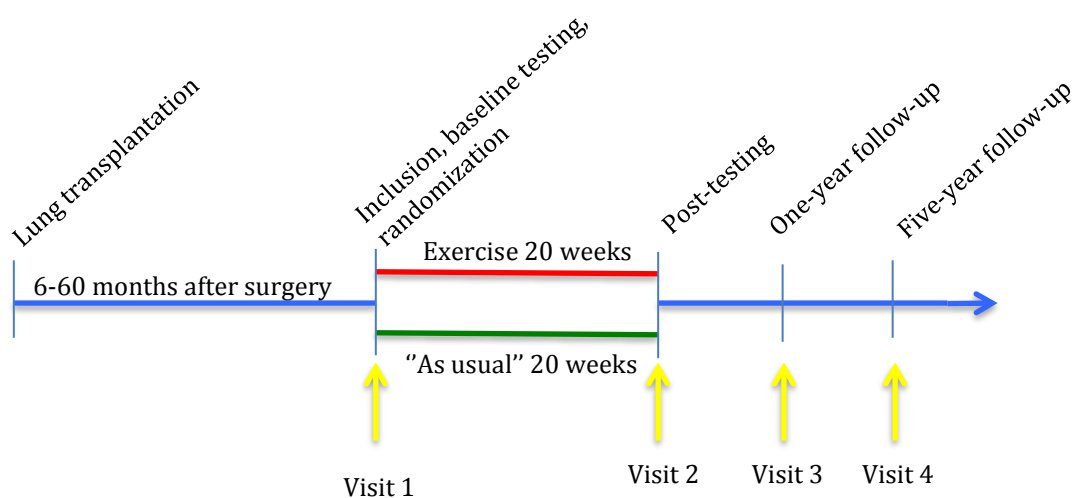 Lung transplantation
Inclusion, baseline testing,
randomization
Post-testing
One-year follow-up
Five-year follow-up
Exercise 20 weeks
6-60 months after surgery
‘’As usual’’ 20 weeks
Visit 1
Visit 2
Visit 3
Visit 4